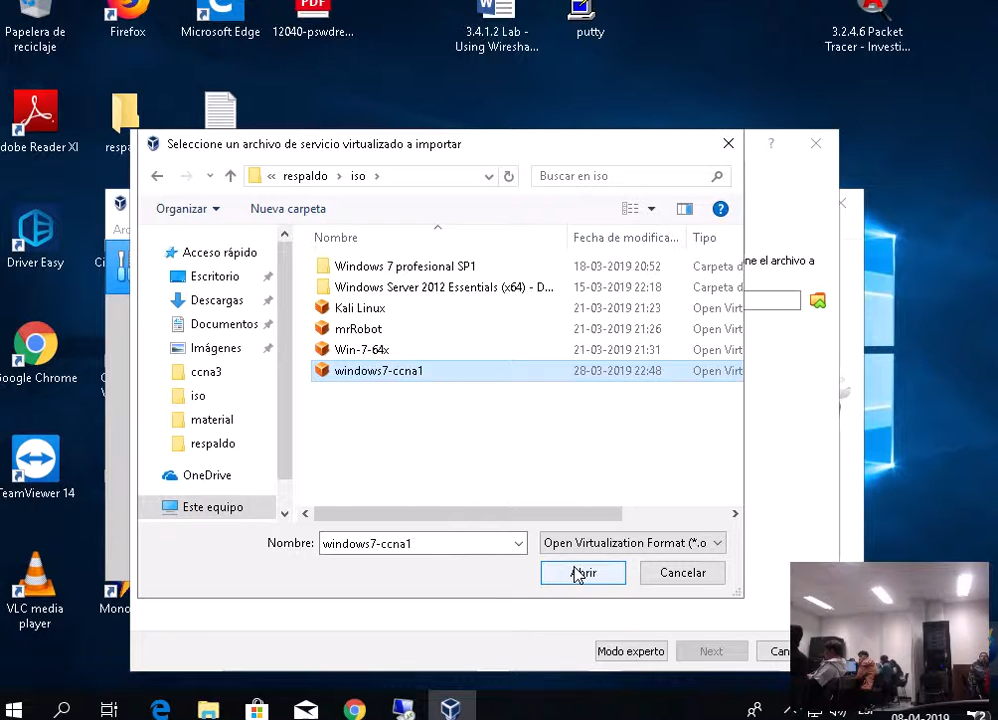 Papelera de
reciclaje
Firefox
Microsoft Edge
PDF
12040-pswdre...
3.4.1.2 Lab -
Using Wiresha...
putty
3.2.4.6 Packet
Tracer - Investi...
dobe Reader XI
respa
Driver Easy
oogle Chrome
TeamViewer 14
VLC media
player
Mono
Seleccione un archivo de servicio virtualizado a importar
« respaldo › iso ›
Buscar en iso
Organizar
Nueva carpeta
Nombre
Fecha de modifica...
Tipo
Acceso rápido
Escritorio
Descargas
Documentos
Imágenes
ccna3
iso
material
respaldo
OneDrive
Este equipo
Windows 7 profesional SP1 18-03-2019 20:52 Carpeta d
Windows Server 2012 Essentials (x64) - D... 15-03-2019 22:18 Carpeta d
Kali Linux 21-03-2019 21:23 Open Virt
mrRobot 21-03-2019 21:26 Open Virt
Win-7-64x 21-03-2019 21:31 Open Virt
windows7-ccna1 28-03-2019 22:48 Open Virt
ne el archivo a
Nombre: windows7-ccna1
Open Virtualization Format (*.o
Abrir
Cancelar
Modo experto
Next
Can
08-04-2019